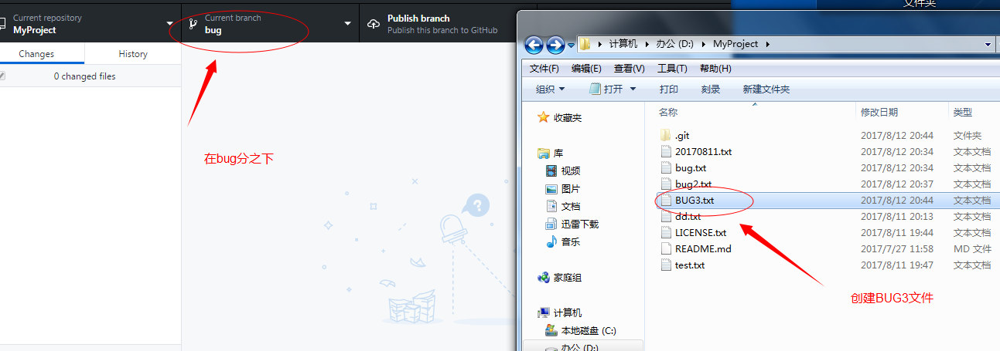 Current repository
MyProject
Current branch
bug
Publish branch
Publish this branch to GitHub
Changes
History
0 changed files
在bug分之下
文件夹
计算机
办公 (D:)
MyProject
文件(F)
编辑(E)
查看(V)
工具(T)
帮助(H)
组织
打开
打印
刻录
新建文件夹
收藏夹
库
视频
图片
文档
迅雷下载
音乐
家庭组
计算机
本地磁盘 (C:)
办公 (D:)
名称 修改日期 类型
.git 2017/8/12 20:44 文件夹
20170811.txt 2017/8/12 20:34 文本文档
bug.txt 2017/8/12 20:34 文本文档
bug2.txt 2017/8/12 20:37 文本文档
BUG3.txt 2017/8/12 20:44 文本文档
dd.txt 2017/8/11 20:13 文本文档
LICENSE.txt 2017/8/11 19:44 文本文档
README.md 2017/7/27 11:58 MD 文件
test.txt 2017/8/11 19:47 文本文档
创建BUG3文件